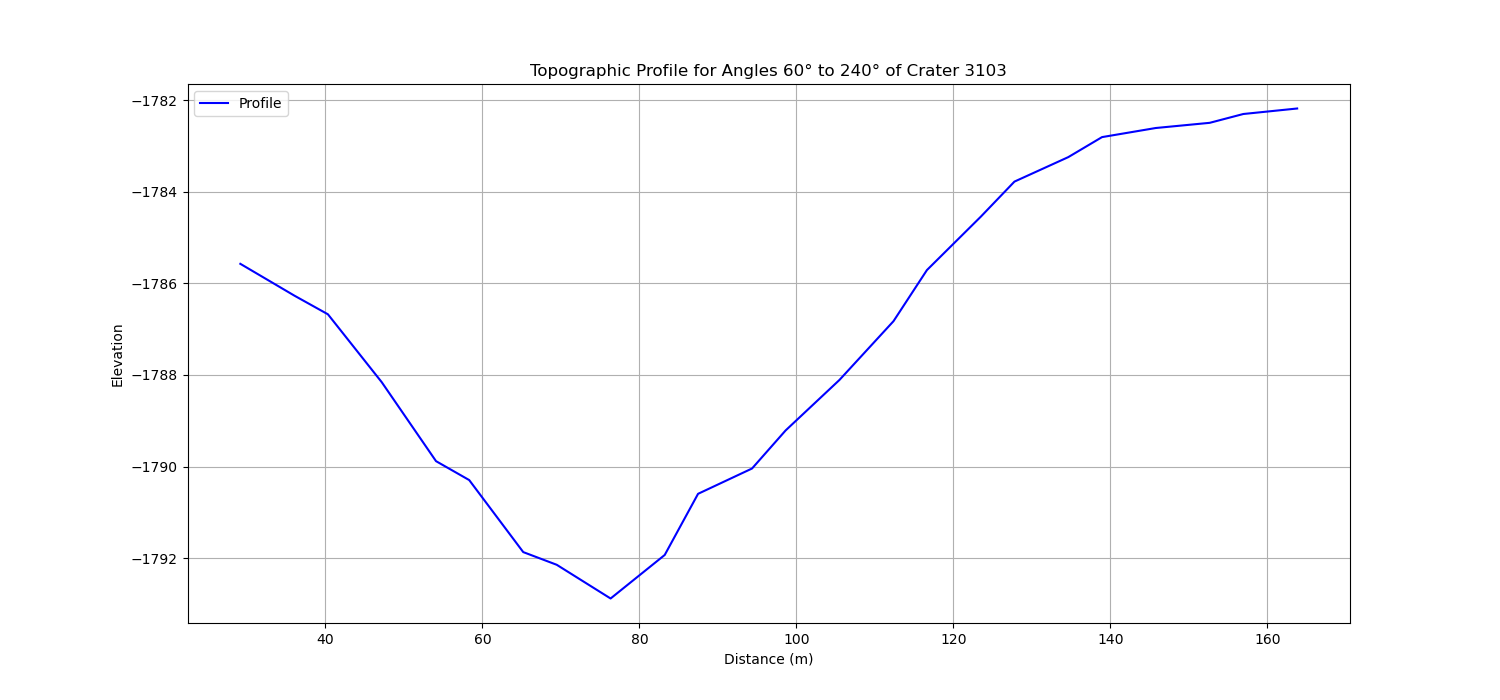 Topographic Profile for Angles 60° to 240° of Crater 3103
Profile
−1782
−1784
−1786
−1788
−1790
−1792
Elevation
40 60 80 100 120 140 160
Distance (m)